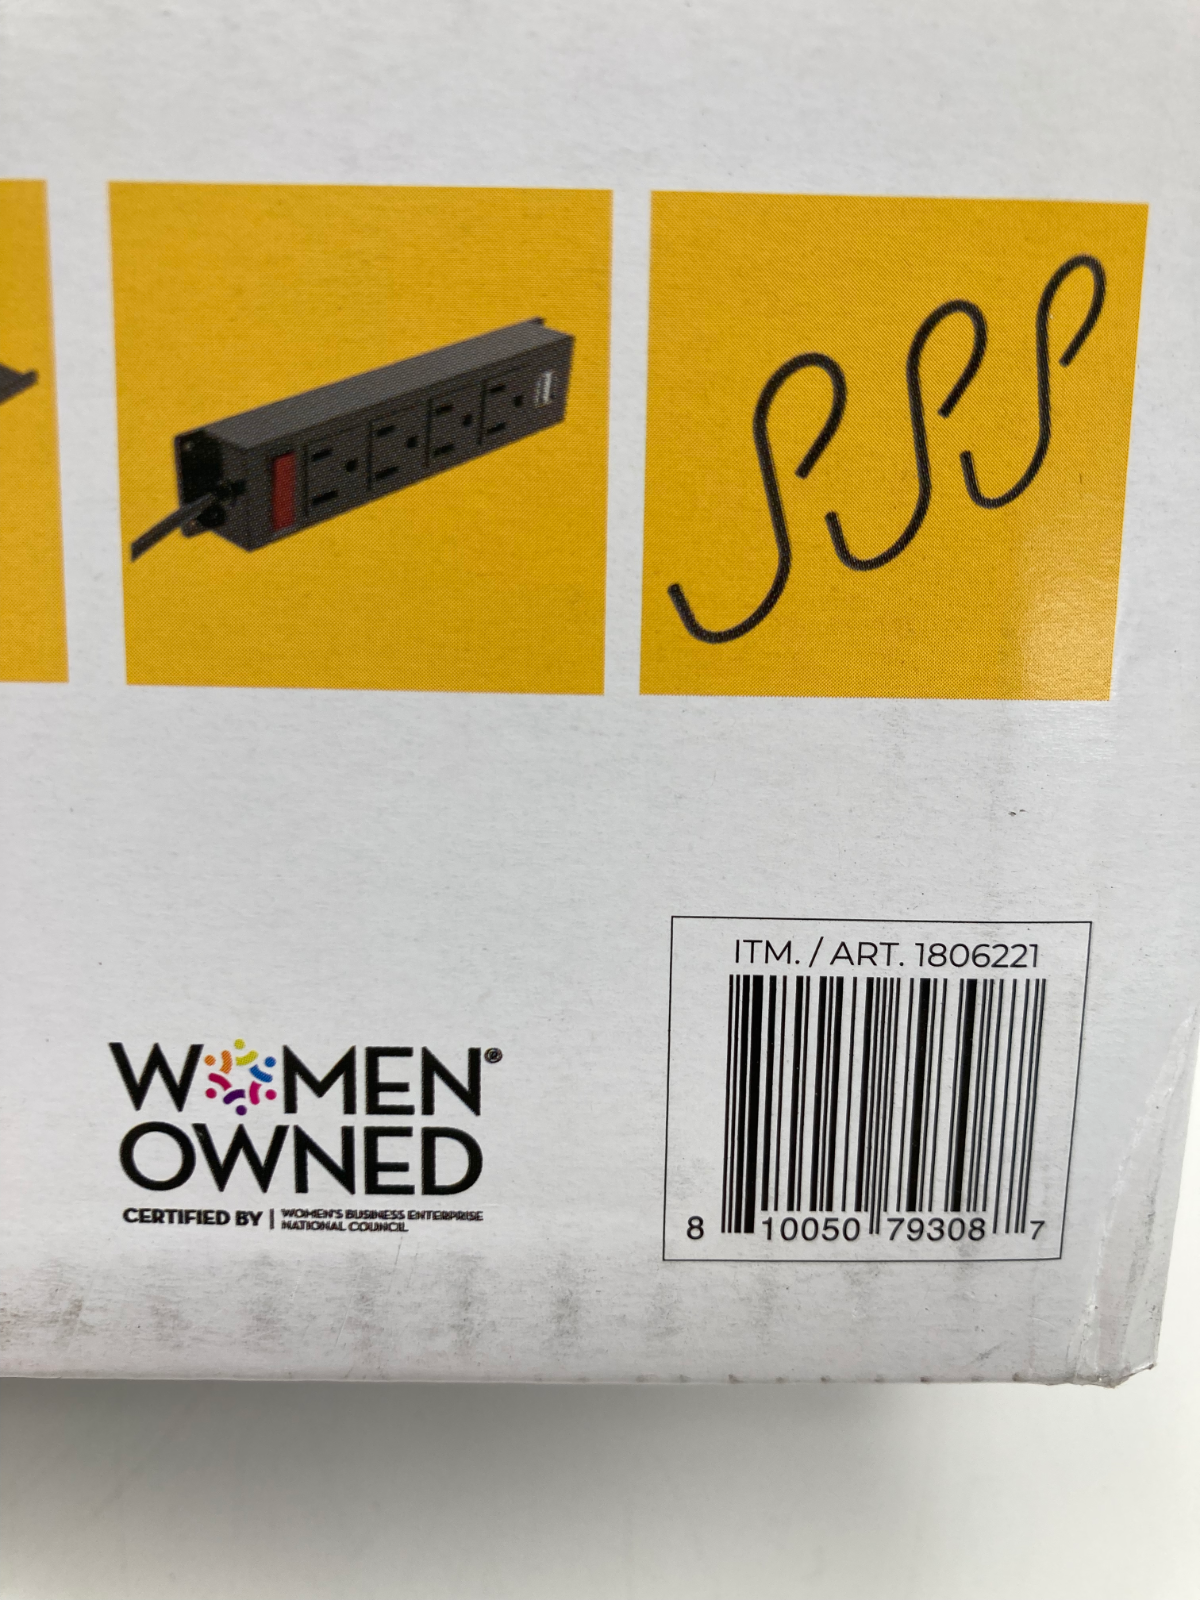 ITM. / ART. 1806221
WOMEN®
OWNED
CERTIFIED BY | WOMEN'S BUSINESS ENTERPRISE
NATIONAL COUNCIL
8 10050 79308 7